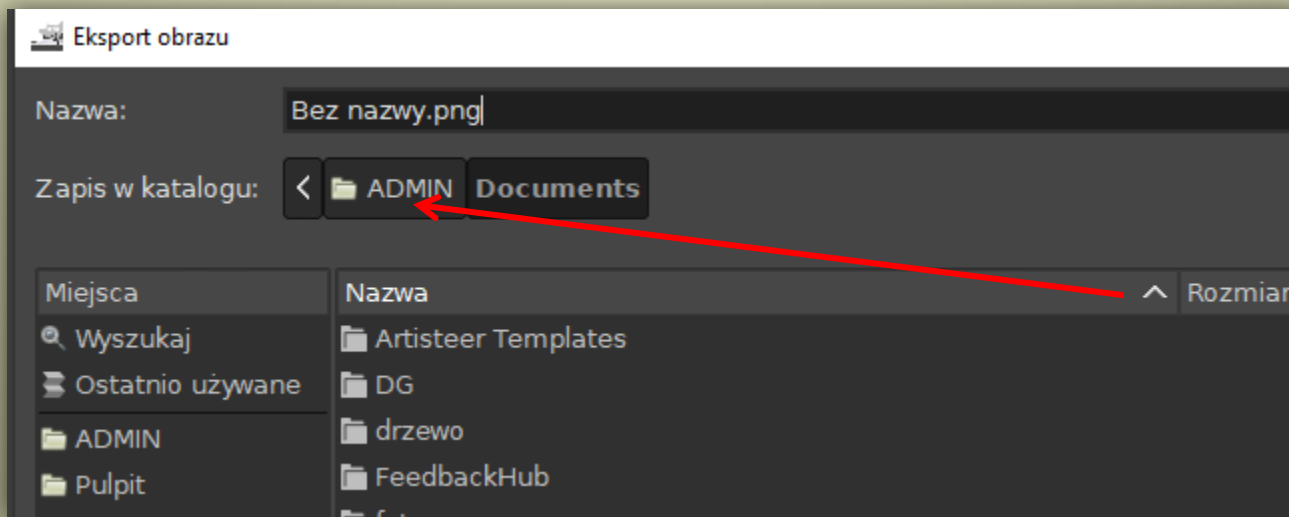 Eksport obrazu
Nazwa: Bez nazwy.png
Zapis w katalogu: < ADMIN Documents
Miejsca Nazwa Rozmiar
Wyszukaj Artisteer Templates
Ostatnio używane DG
ADMIN drzewo
Pulpit FeedbackHub